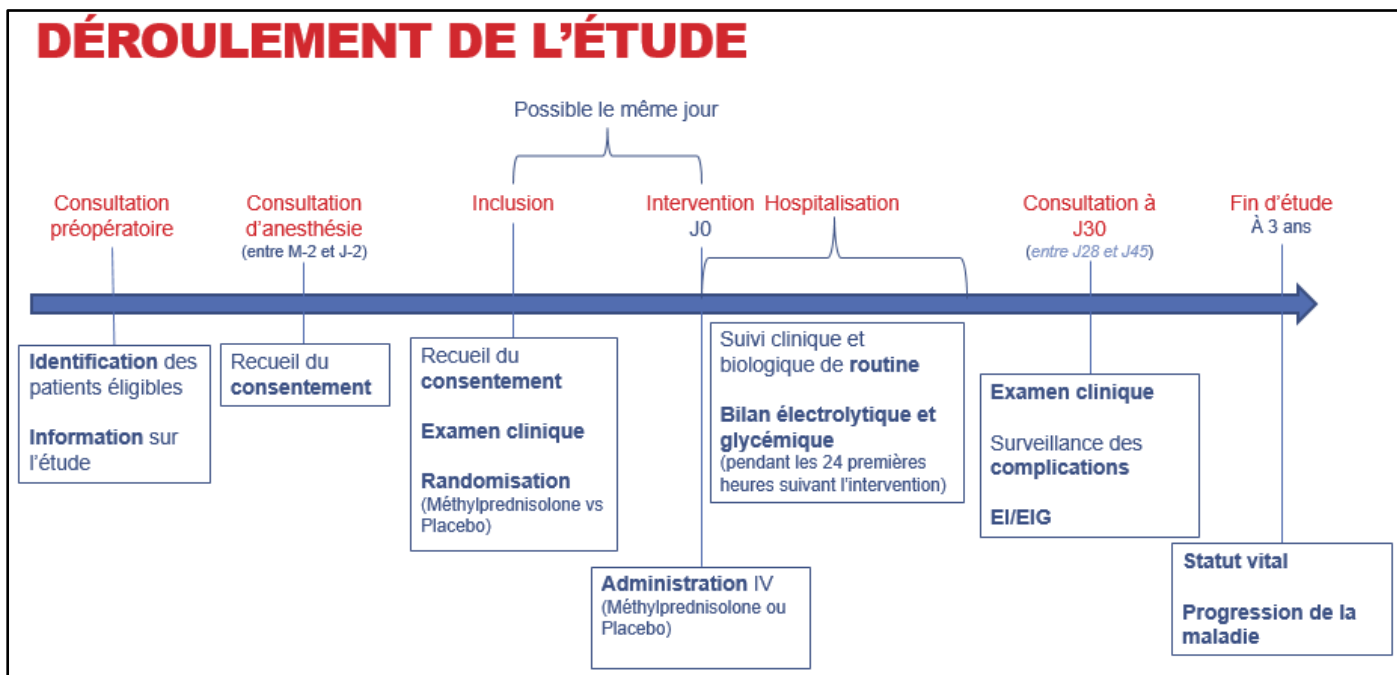 DÉROULEMENT DE L'ÉTUDE
Possible le même jour
Consultation
préopératoire
Consultation
d'anesthésie
(entre M-2 et J-2)
Inclusion
Intervention
J0
Hospitalisation
Consultation à
J30
(entre J28 et J45)
Fin d'étude
À 3 ans
Identification des
patients éligibles
Information sur
l'étude
Recueil du
consentement
Recueil du
consentement
Examen clinique
Randomisation
(Méthylprednisolone vs
Placebo)
Administration IV
(Méthylprednisolone ou
Placebo)
Suivi clinique et
biologique de routine
Bilan électrolytique et
glycémique
(pendant les 24 premières
heures suivant l'intervention)
Examen clinique
Surveillance des
complications
EI/EIG
Statut vital
Progression de la
maladie